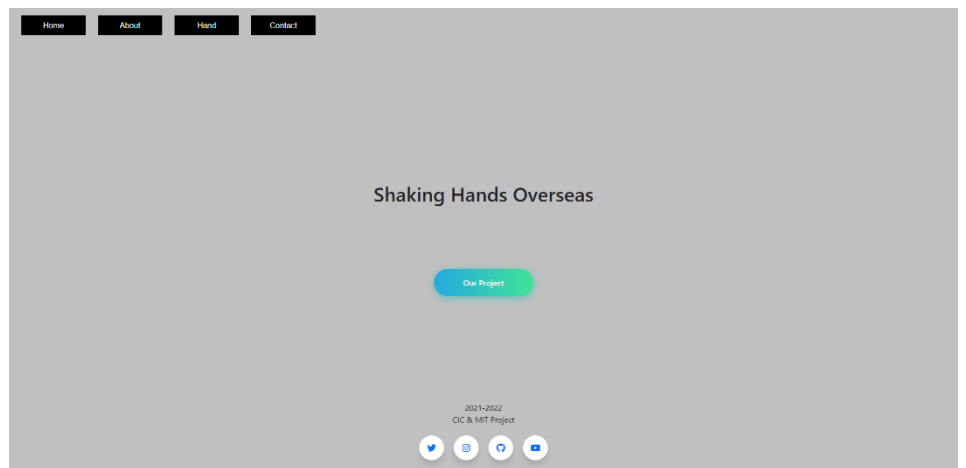 Home
About
Hand
Contact
Shaking Hands Overseas
Our Project
2021-2022
CIC & MIT Project